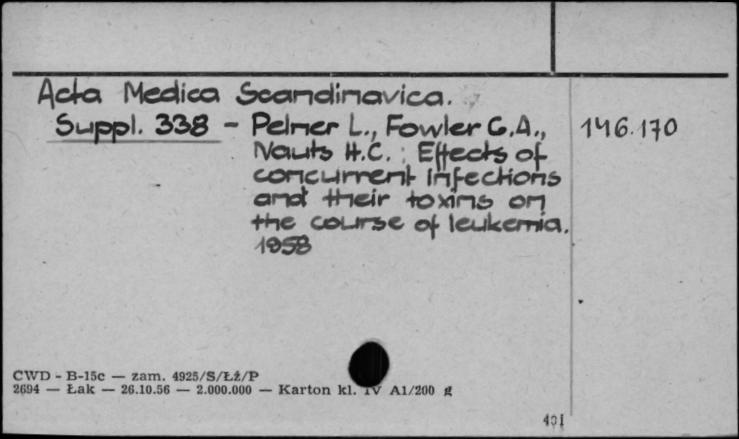 Acta Medica Scandinavica.
Suppl. 338 - Pelner L., Fowler G.A., 146.170
Nauts H.C. : Effects of
concurrent infections
and their toxins on
the course of leukemia.
1958
CWD - B-15c — zam. 4925/S/Łź/P
2694 — Łak — 26.10.56 — 2.000.000 — Karton kl. IV A1/200 g